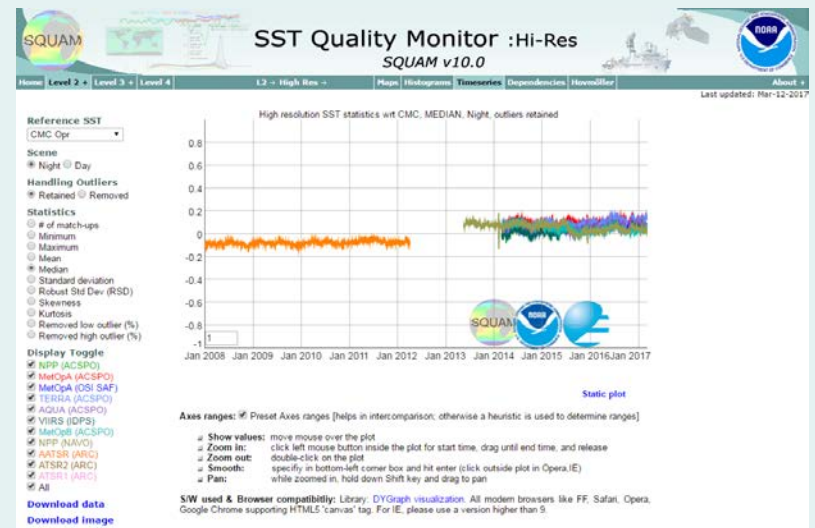 SQUAM
SST Quality Monitor :Hi-Res
SQUAM v10.0
NOAA
Home Level 2 + Level 3 + Level 4
L2 → High Res →
Maps Histograms Timeseries Dependencies Hovmöller
About +
Last updated: Mar-12-2017
Reference SST
CMC Opr
Scene
Night Day
Handling Outliers
Retained Removed
Statistics
# of match-ups
Minimum
Maximum
Mean
Median
Standard deviation
Robust Std Dev (RSD)
Skewness
Kurtosis
Removed low outlier (%)
Removed high outlier (%)
Display Toggle
NPP (ACSPO)
MetOpA (ACSPO)
MetOpA (OSI SAF)
TERRA (ACSPO)
AQUA (ACSPO)
VIIRS (IDPS)
MetOpB (ACSPO)
NPP (NAVO)
AATSR (ARC)
ATSR2 (ARC)
ATSR1 (ARC)
All
Download data
Download image
High resolution SST statistics wrt CMC, MEDIAN, Night, outliers retained
0.8
0.6
0.4
0.2
0
-0.2
-0.4
-0.6
-0.8
-1
1
SQUAM
NOAA
Jan 2008 Jan 2009 Jan 2010 Jan 2011 Jan 2012 Jan 2013 Jan 2014 Jan 2015 Jan 2016 Jan 2017
Static plot
Axes ranges: Preset Axes ranges [helps in intercomparison; otherwise a heuristic is used to determine ranges]
Show values: move mouse over the plot
Zoom in: click left mouse button inside the plot for start time, drag until end time, and release
Zoom out: double-click on the plot
Smooth: specifiy in bottom-left corner box and hit enter (click outside plot in Opera,IE)
Pan: while zoomed in, hold down Shift key and drag to pan
S/W used & Browser compatibitliy: Library: DYGraph visualization. All modern browsers like FF, Safari, Opera,
Google Chrome supporting HTML5 'canvas' tag. For IE, please use a version higher than 9.